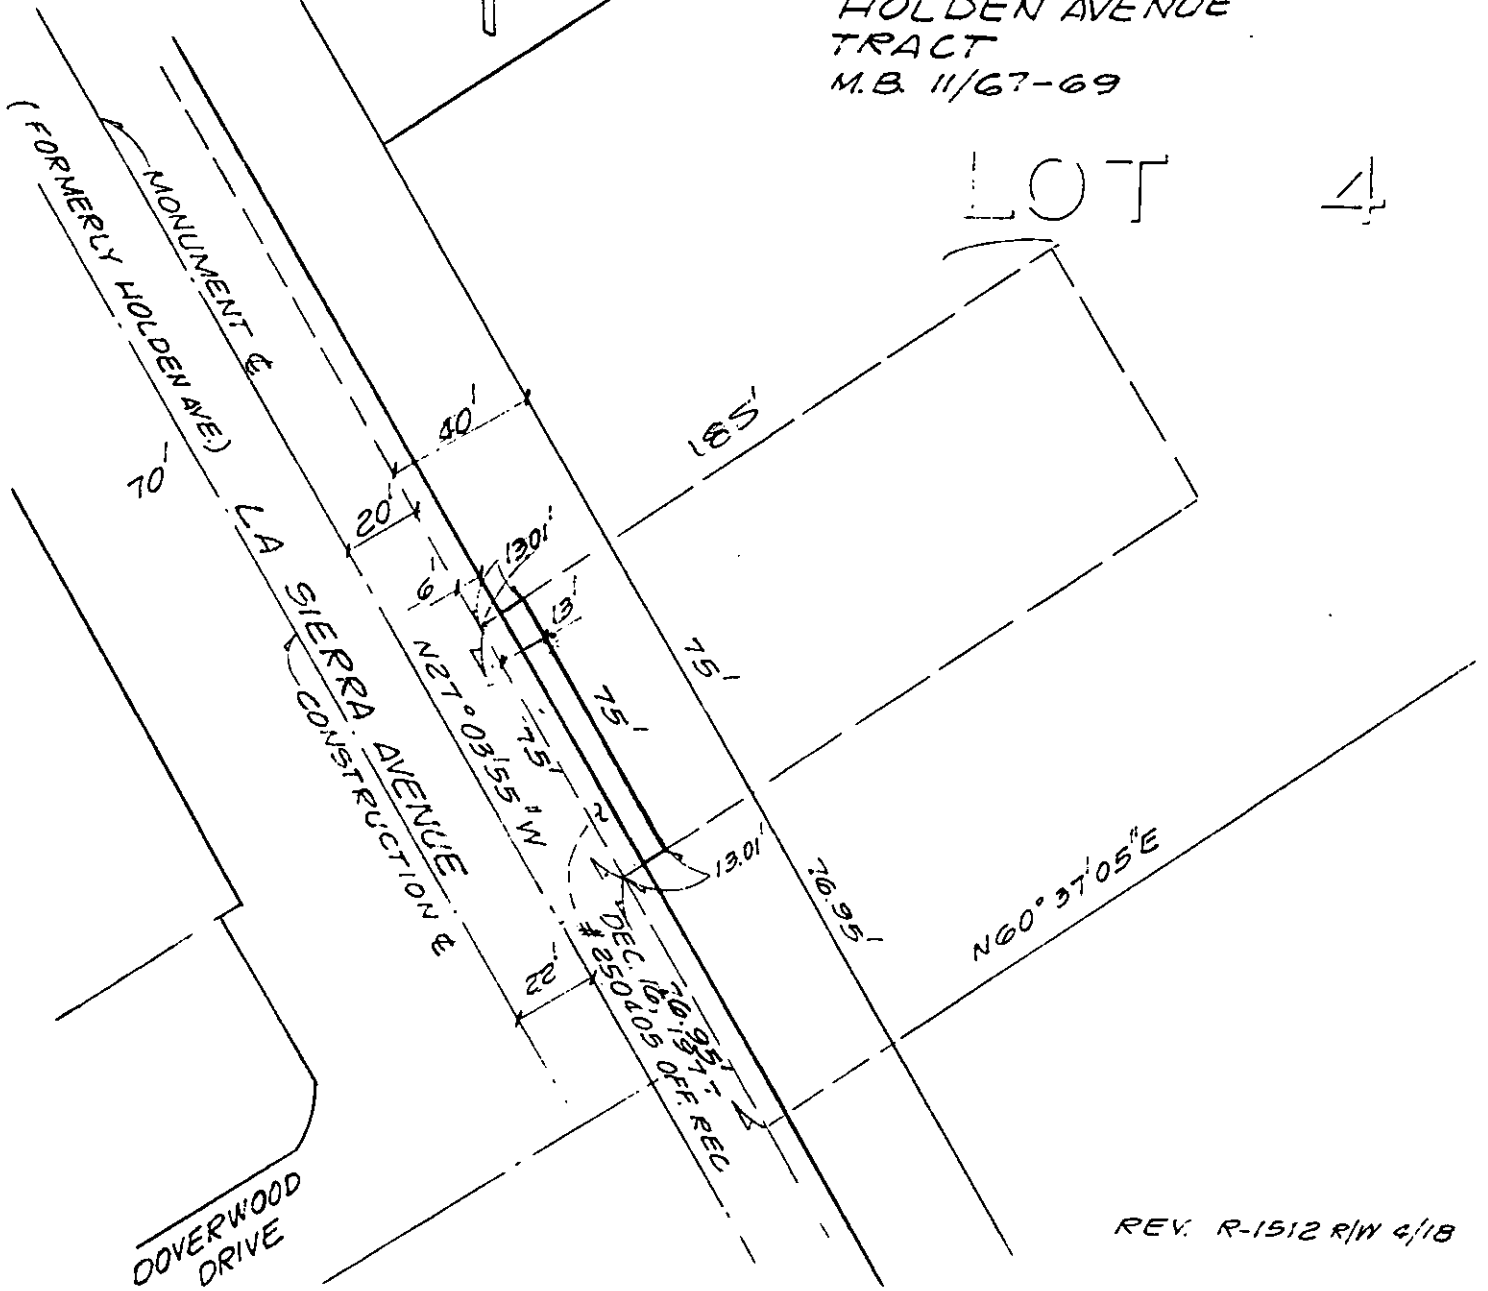 HOLDEN AVENUE
TRACT
M.B. 11/67-69
LOT 4
(FORMERLY HOLDEN AVE.)
MONUMENT ℄
70'
40'
185'
20'
13.01'
6'
13'
LA SIERRA AVENUE
CONSTRUCTION ℄
N27°03'55"W
75'
75'
75'
13.01'
76.95'
N60°37'05"E
22'
76.95'
DEC. 16, 1977
#250405 OFF. REC
DOVERWOOD
DRIVE
REV. R-1512 R/W 4/18